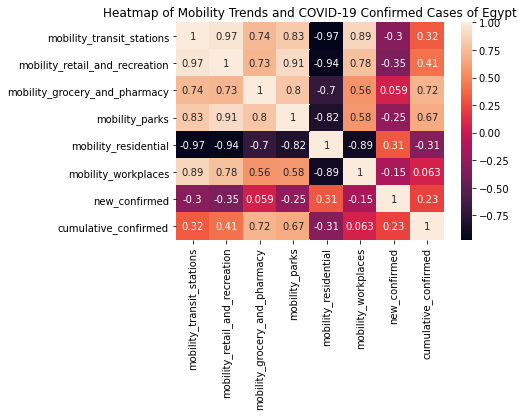 Heatmap of Mobility Trends and COVID-19 Confirmed Cases of Egypt
mobility_transit_stations 1 0.97 0.74 0.83 -0.97 0.89 -0.3 0.32
mobility_retail_and_recreation 0.97 1 0.73 0.91 -0.94 0.78 -0.35 0.41
mobility_grocery_and_pharmacy 0.74 0.73 1 0.8 -0.7 0.56 0.059 0.72
mobility_parks 0.83 0.91 0.8 1 -0.82 0.58 -0.25 0.67
mobility_residential -0.97 -0.94 -0.7 -0.82 1 -0.89 0.31 -0.31
mobility_workplaces 0.89 0.78 0.56 0.58 -0.89 1 -0.15 0.063
new_confirmed -0.3 -0.35 0.059 -0.25 0.31 -0.15 1 0.23
cumulative_confirmed 0.32 0.41 0.72 0.67 -0.31 0.063 0.23 1
mobility_transit_stations
mobility_retail_and_recreation
mobility_grocery_and_pharmacy
mobility_parks
mobility_residential
mobility_workplaces
new_confirmed
cumulative_confirmed
1.00
0.75
0.50
0.25
0.00
-0.25
-0.50
-0.75